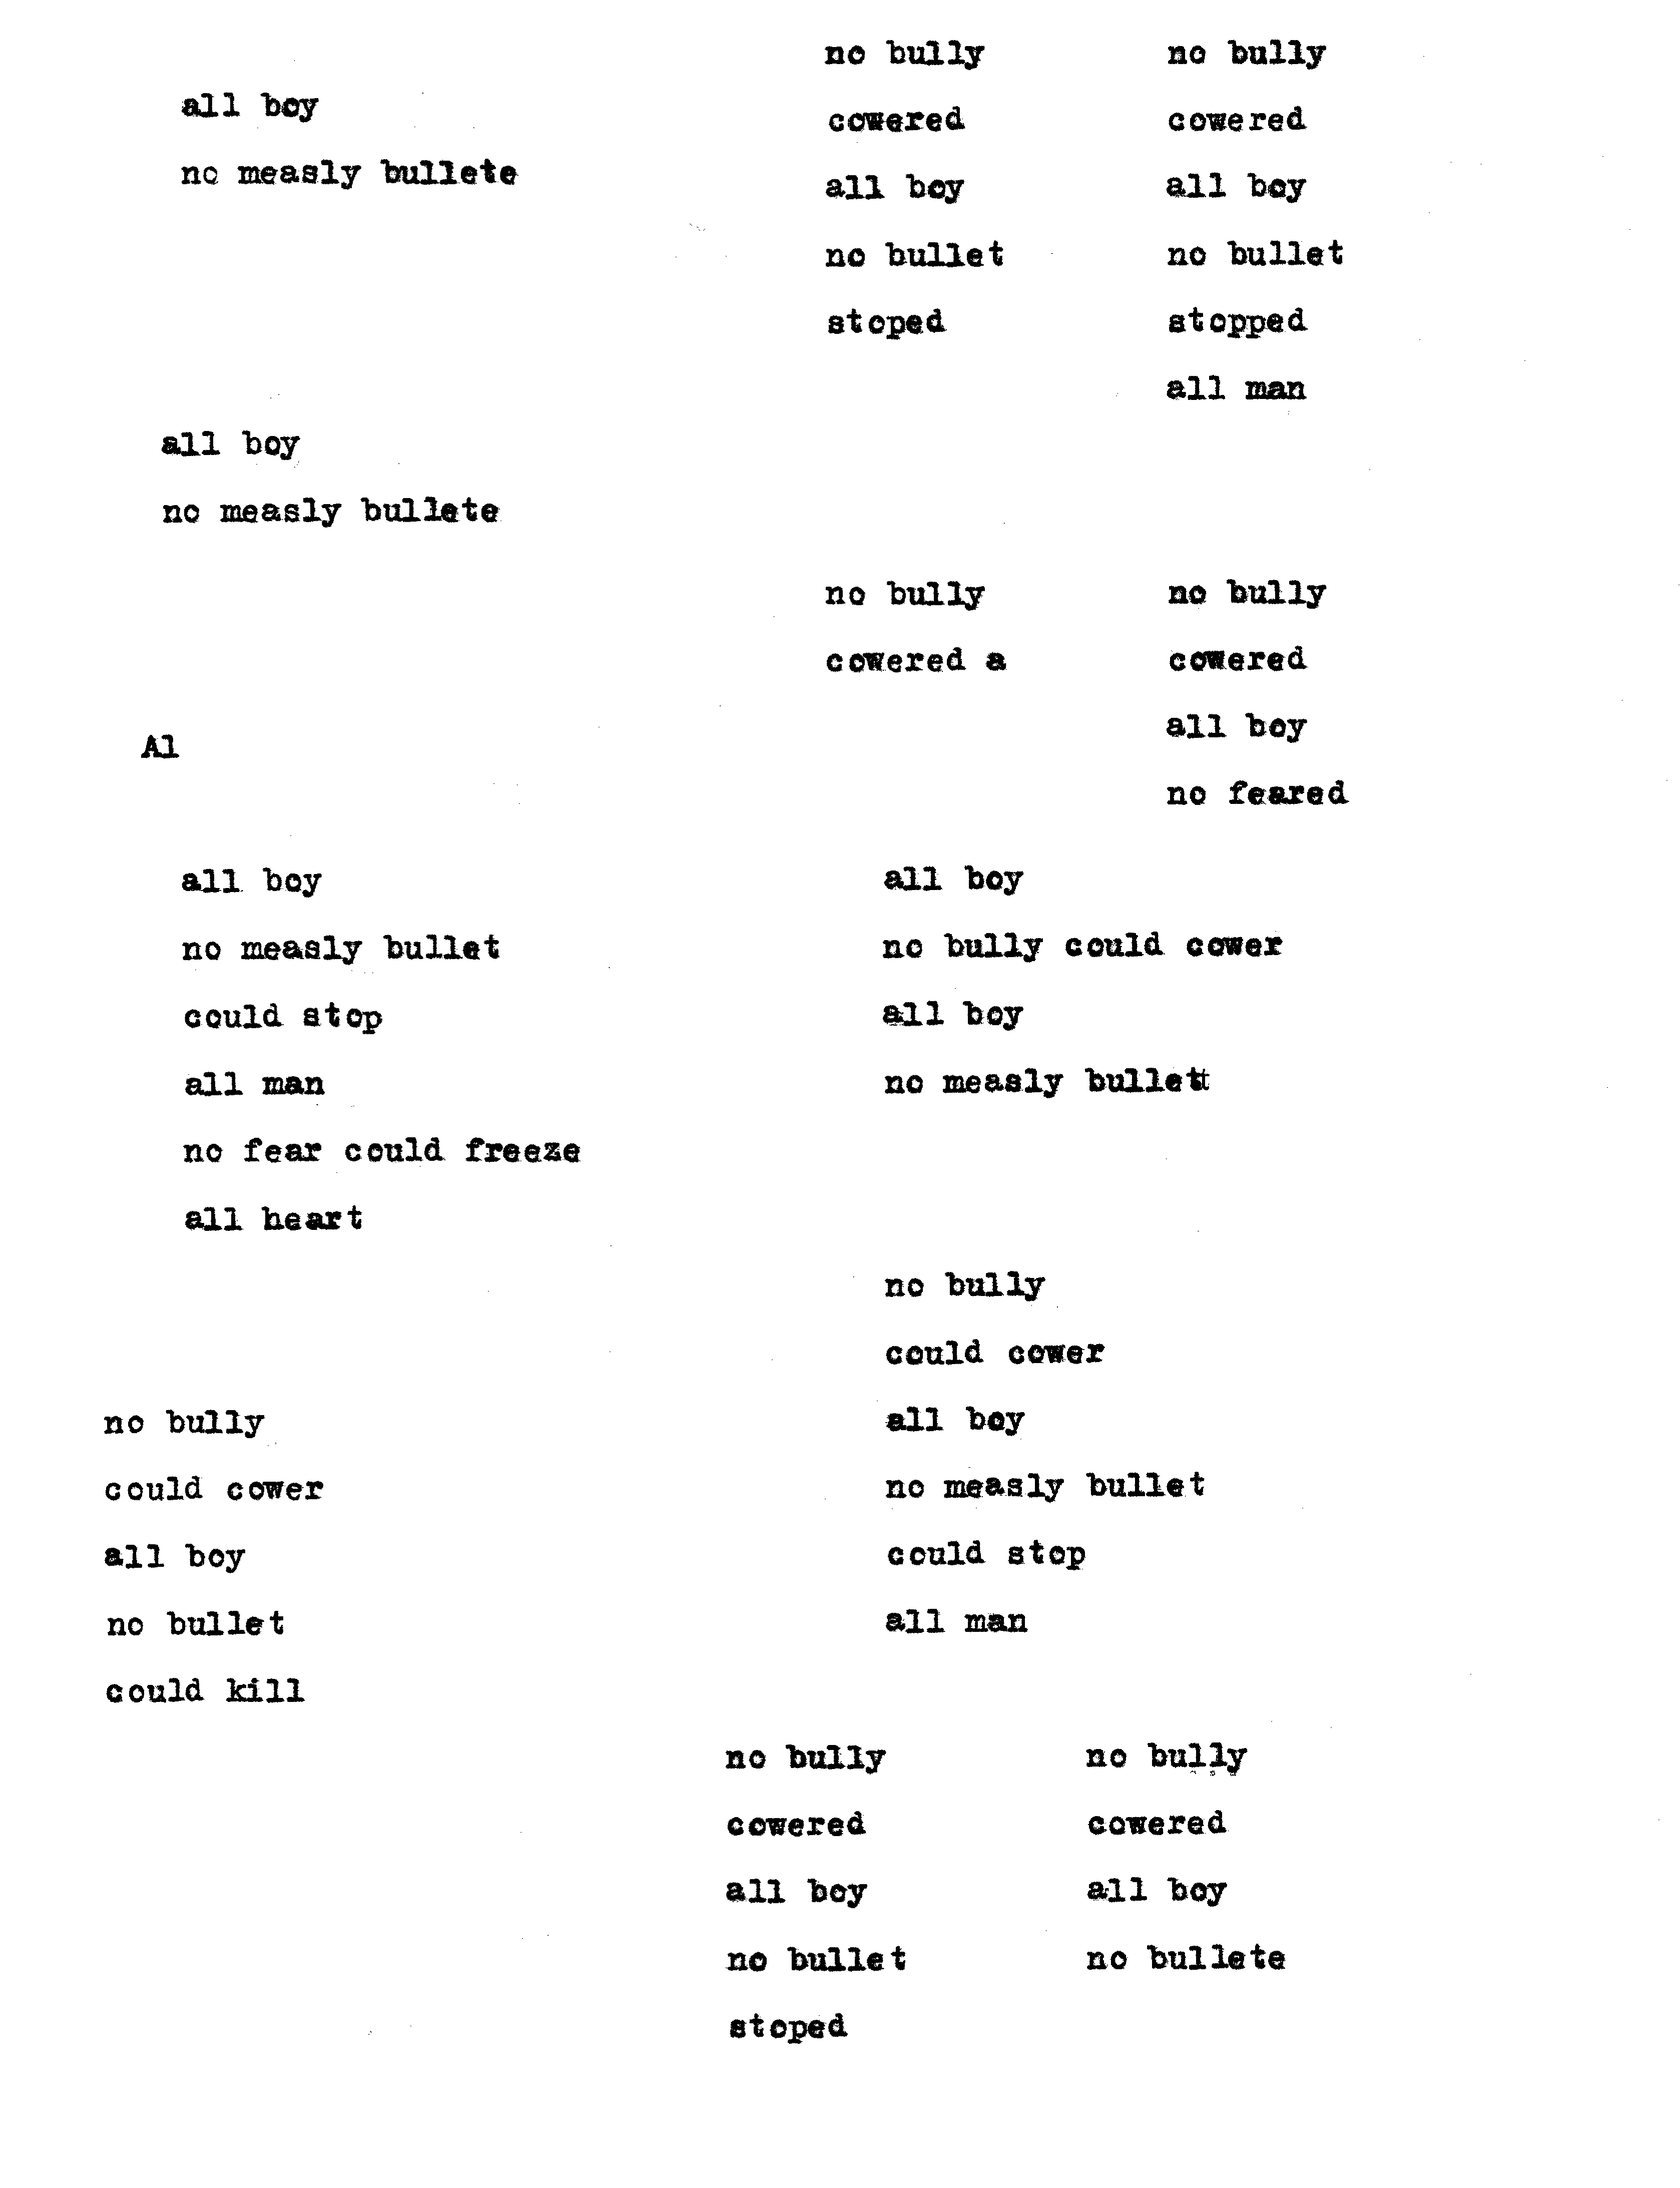 all boy
no measly bullete
no bully
cowered
all boy
no bullet
stoped
no bully
cowered
all boy
no bullet
stopped
all man
all boy
no measly bullete
no bully
cowered a
no bully
cowered
all boy
no feared
Al
all boy
no measly bullet
could stop
all man
no fear could freeze
all heart
all boy
no bully could cower
all boy
no measly bullett
no bully
could cower
all boy
no measly bullet
could stop
all man
no bully
could cower
all boy
no bullet
could kill
no bully
cowered
all boy
no bullet
stoped
no bully
cowered
all boy
no bullete